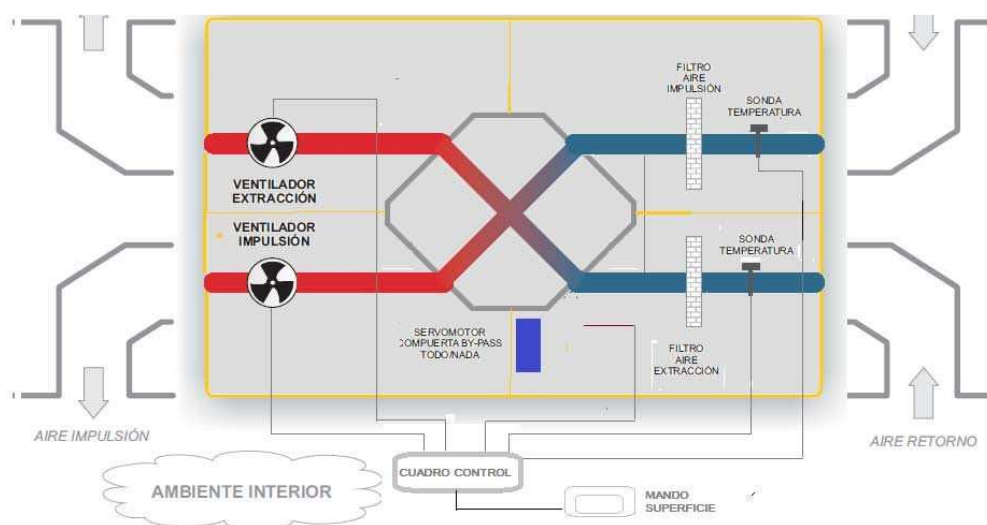 FILTRO
AIRE
IMPULSIÓN
SONDA
TEMPERATURA
VENTILADOR
EXTRACCIÓN
VENTILADOR
IMPULSIÓN
SONDA
TEMPERATURA
SERVOMOTOR
COMPUERTA BY-PASS
TODO/NADA
FILTRO
AIRE
EXTRACCIÓN
AIRE IMPULSIÓN
AIRE RETORNO
CUADRO CONTROL
AMBIENTE INTERIOR
MANDO
SUPERFICIE